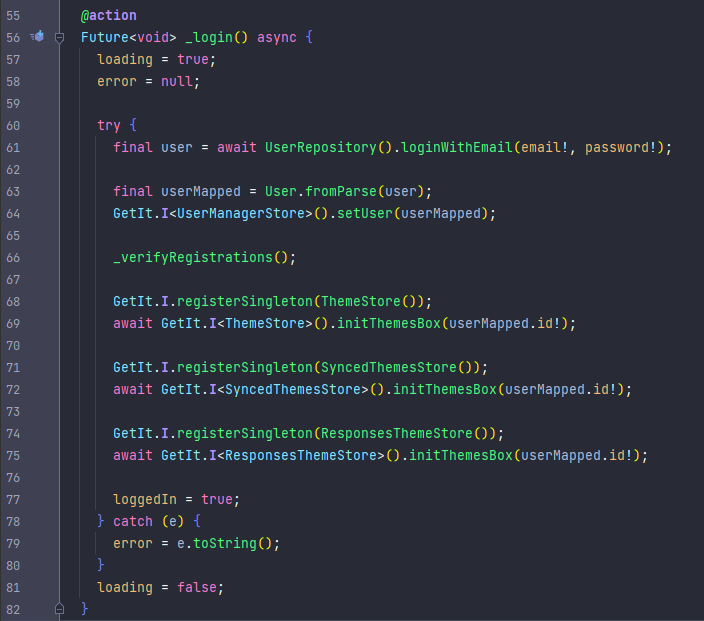 55 @action
56 Future<void> _login() async {
57 loading = true;
58 error = null;
59
60 try {
61 final user = await UserRepository().loginWithEmail(email!, password!);
62
63 final userMapped = User.fromParse(user);
64 GetIt.I<UserManagerStore>().setUser(userMapped);
65
66 _verifyRegistrations();
67
68 GetIt.I.registerSingleton(ThemeStore());
69 await GetIt.I<ThemeStore>().initThemesBox(userMapped.id!);
70
71 GetIt.I.registerSingleton(SyncedThemesStore());
72 await GetIt.I<SyncedThemesStore>().initThemesBox(userMapped.id!);
73
74 GetIt.I.registerSingleton(ResponsesThemeStore());
75 await GetIt.I<ResponsesThemeStore>().initThemesBox(userMapped.id!);
76
77 loggedIn = true;
78 } catch (e) {
79 error = e.toString();
80 }
81 loading = false;
82 }